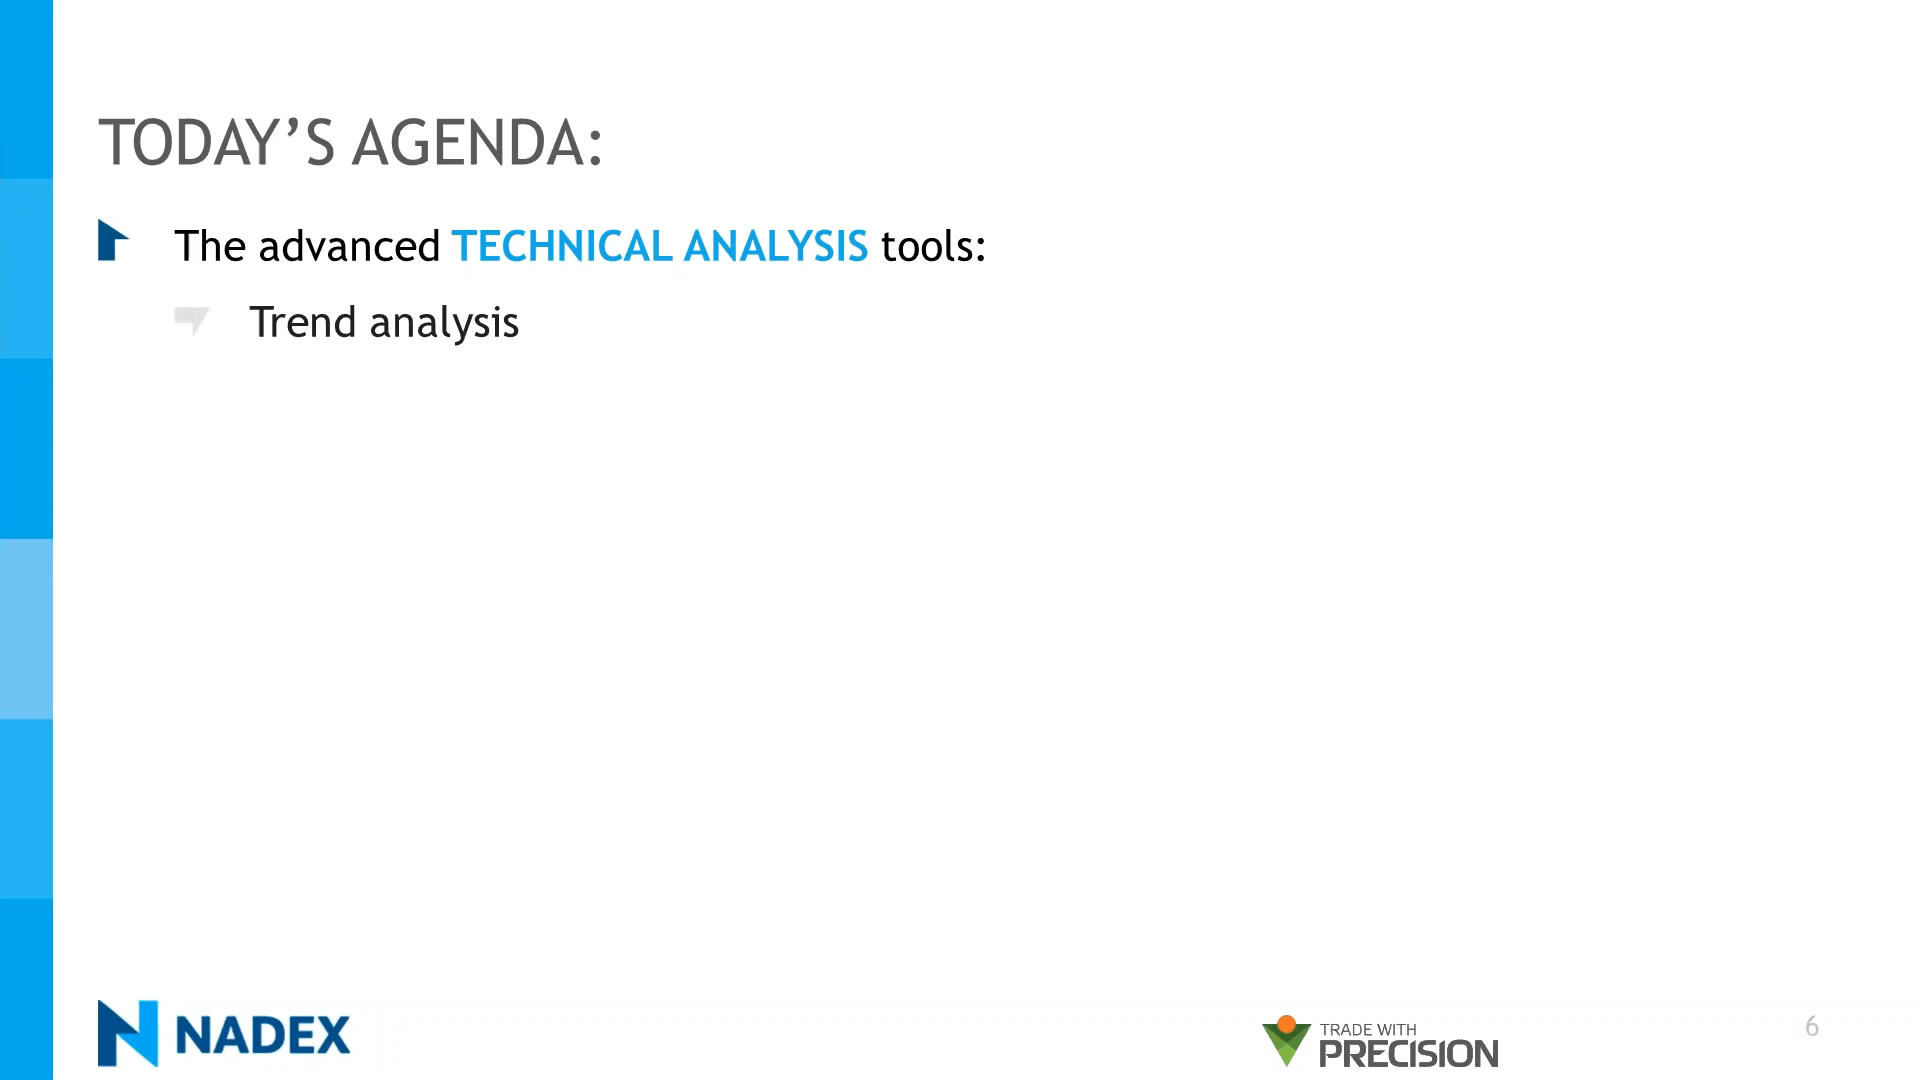 TODAY’S AGENDA:
The advanced TECHNICAL ANALYSIS tools:
Trend analysis
NADEX
TRADE WITH
PRECISION
6